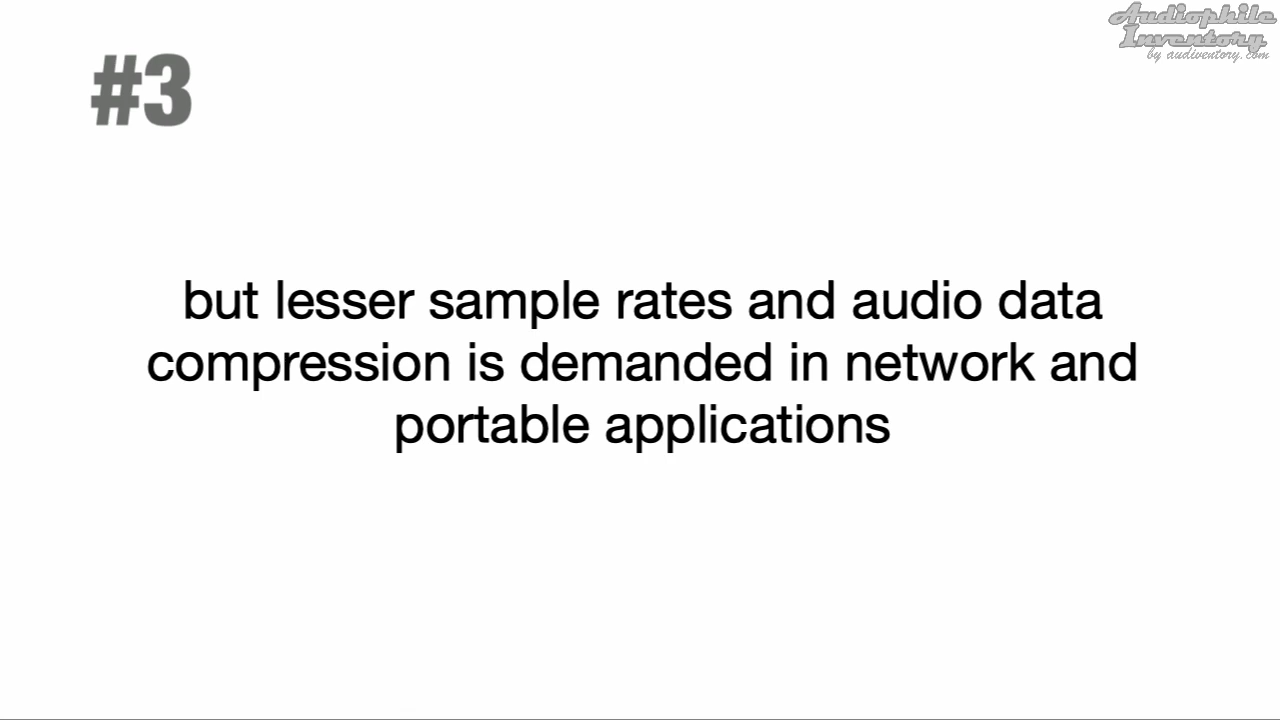 Audiophile
Inventory
by audiventory.com
#3
but lesser sample rates and audio data
compression is demanded in network and
portable applications